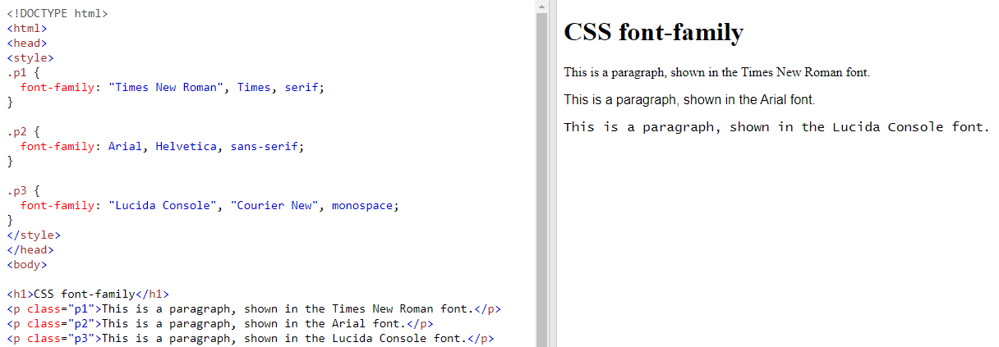 <!DOCTYPE html>
<html>
<head>
<style>
.p1 {
  font-family: "Times New Roman", Times, serif;
}

.p2 {
  font-family: Arial, Helvetica, sans-serif;
}

.p3 {
  font-family: "Lucida Console", "Courier New", monospace;
}
</style>
</head>
<body>

<h1>CSS font-family</h1>
<p class="p1">This is a paragraph, shown in the Times New Roman font.</p>
<p class="p2">This is a paragraph, shown in the Arial font.</p>
<p class="p3">This is a paragraph, shown in the Lucida Console font.</p>
CSS font-family
This is a paragraph, shown in the Times New Roman font.
This is a paragraph, shown in the Arial font.
This is a paragraph, shown in the Lucida Console font.